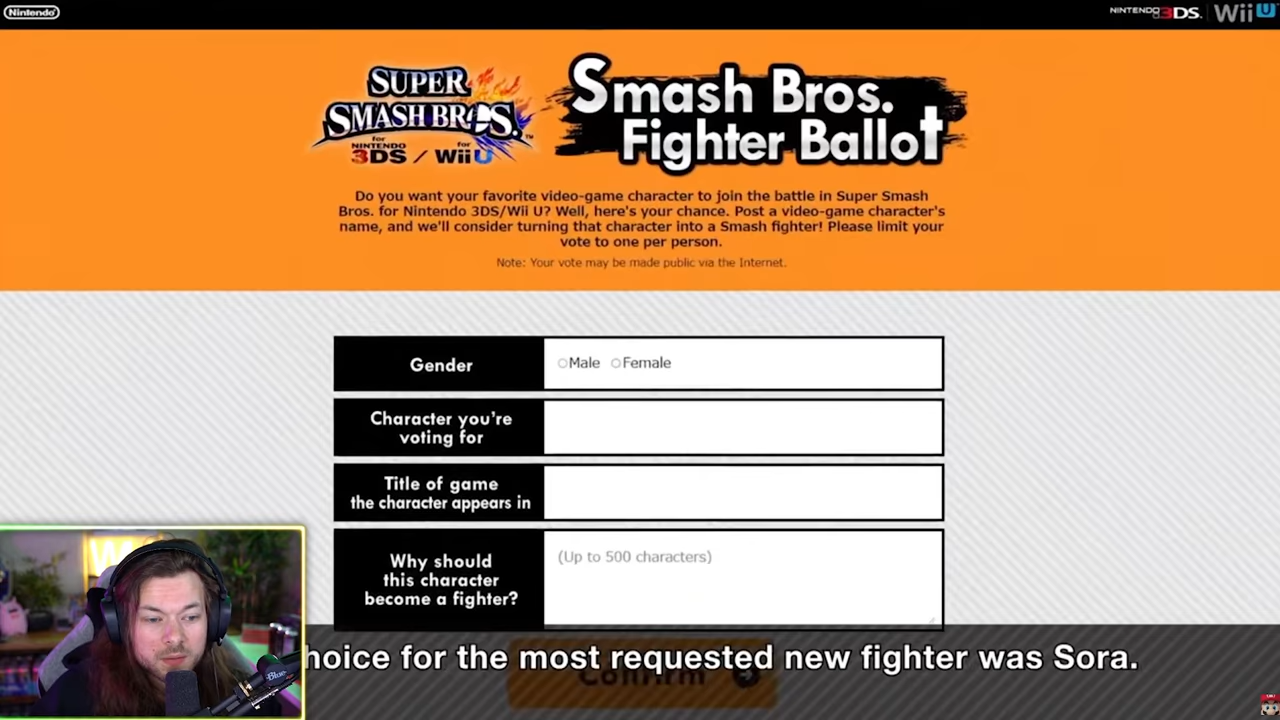 Nintendo
NINTENDO 3DS. Wii U
SUPER
SMASH BROS.
for NINTENDO 3DS / for Wii U
Smash Bros.
Fighter Ballot
Do you want your favorite video-game character to join the battle in Super Smash
Bros. for Nintendo 3DS/Wii U? Well, here's your chance. Post a video-game character's
name, and we'll consider turning that character into a Smash fighter! Please limit your
vote to one per person.
Note: Your vote may be made public via the Internet.
Gender
Male Female
Character you're
voting for
Title of game
the character appears in
Why should
this character
become a fighter?
(Up to 500 characters)
hoice for the most requested new fighter was Sora.
Confirm
Blue